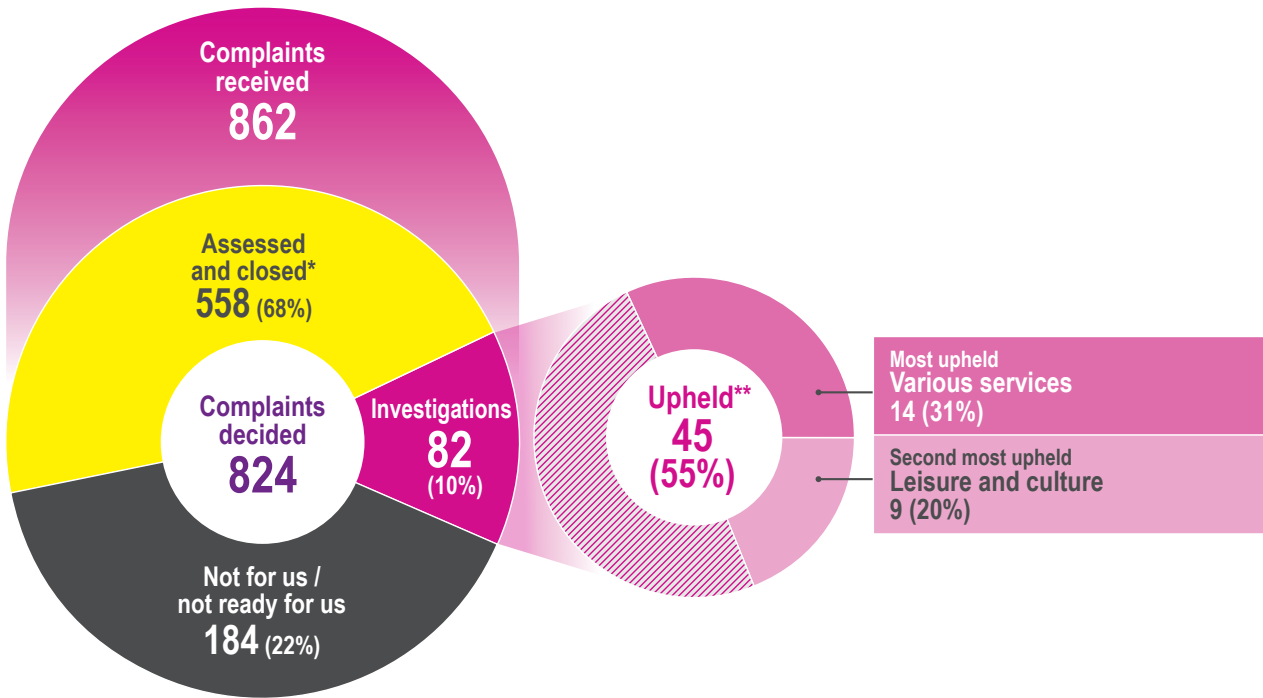 Complaints
received
862
Assessed
and closed*
558 (68%)
Complaints
decided
824
Investigations
82
(10%)
Not for us /
not ready for us
184 (22%)
Upheld**
45
(55%)
Most upheld
Various services
14 (31%)
Second most upheld
Leisure and culture
9 (20%)